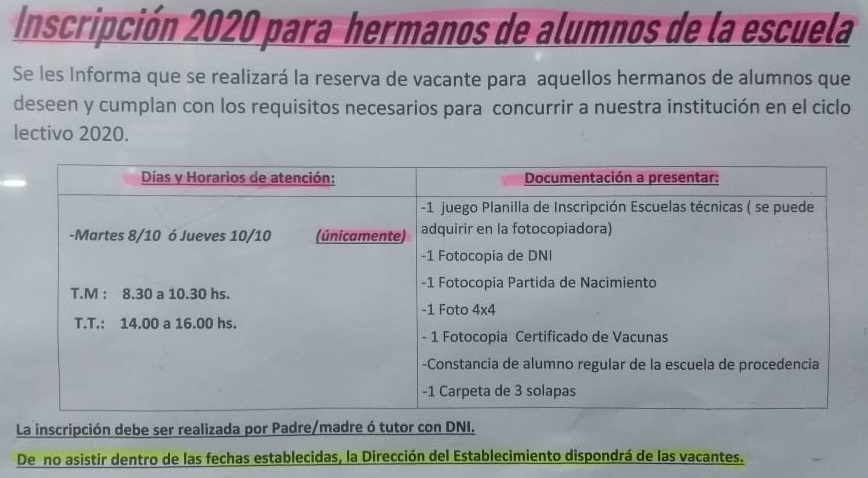 Inscripción 2020 para hermanos de alumnos de la escuela
Se les Informa que se realizará la reserva de vacante para aquellos hermanos de alumnos que
deseen y cumplan con los requisitos necesarios para concurrir a nuestra institución en el ciclo
lectivo 2020.
Días y Horarios de atención:
-Martes 8/10 ó Jueves 10/10 (únicamente)
T.M : 8.30 a 10.30 hs.
T.T.: 14.00 a 16.00 hs.
Documentación a presentar:
-1 juego Planilla de Inscripción Escuelas técnicas ( se puede
adquirir en la fotocopiadora)
-1 Fotocopia de DNI
-1 Fotocopia Partida de Nacimiento
-1 Foto 4x4
- 1 Fotocopia Certificado de Vacunas
-Constancia de alumno regular de la escuela de procedencia
-1 Carpeta de 3 solapas
La inscripción debe ser realizada por Padre/madre ó tutor con DNI.
De no asistir dentro de las fechas establecidas, la Dirección del Establecimiento dispondrá de las vacantes.